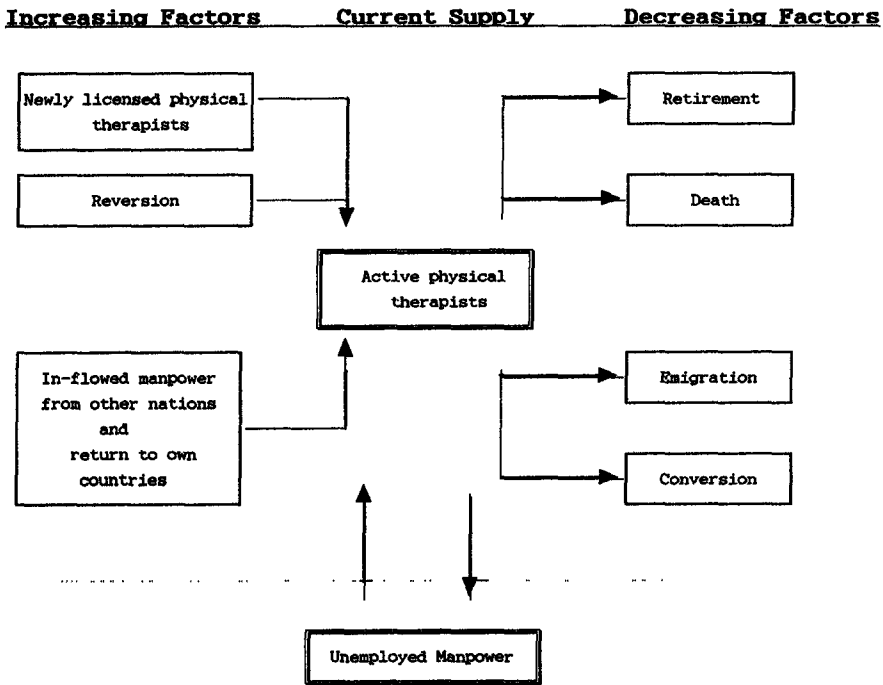 Increasing Factors Current Supply Decreasing Factors
Newly licensed physical
therapists
Reversion
Retirement
Death
Active physical
therapists
In-flowed manpower
from other nations
and
return to own
countries
Emigration
Conversion
Unemployed Manpower